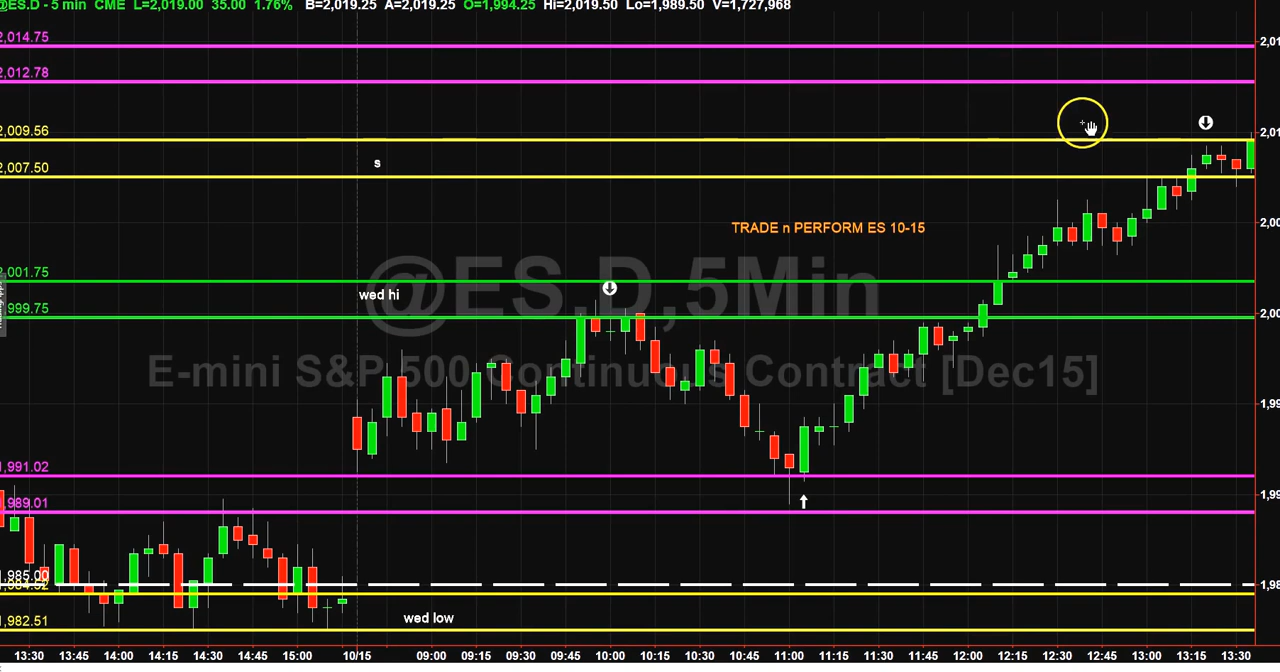 @ES.D - 5 min CME L=2,019.00 35.00 1.76% B=2,019.25 A=2,019.25 O=1,994.25 Hi=2,019.50 Lo=1,989.50 V=1,727,968
2,014.75
2,012.78
2,009.56
2,007.50
s
TRADE n PERFORM ES 10-15
@ES.D,5Min
2,001.75
wed hi
1,999.75
E-mini S&P 500 Continuous Contract [Dec15]
1,991.02
1,989.01
1,985.00
1,982.51
wed low
13:30 13:45 14:00 14:15 14:30 14:45 15:00 10/15 09:00 09:15 09:30 09:45 10:00 10:15 10:30 10:45 11:00 11:15 11:30 11:45 12:00 12:15 12:30 12:45 13:00 13:15 13:30